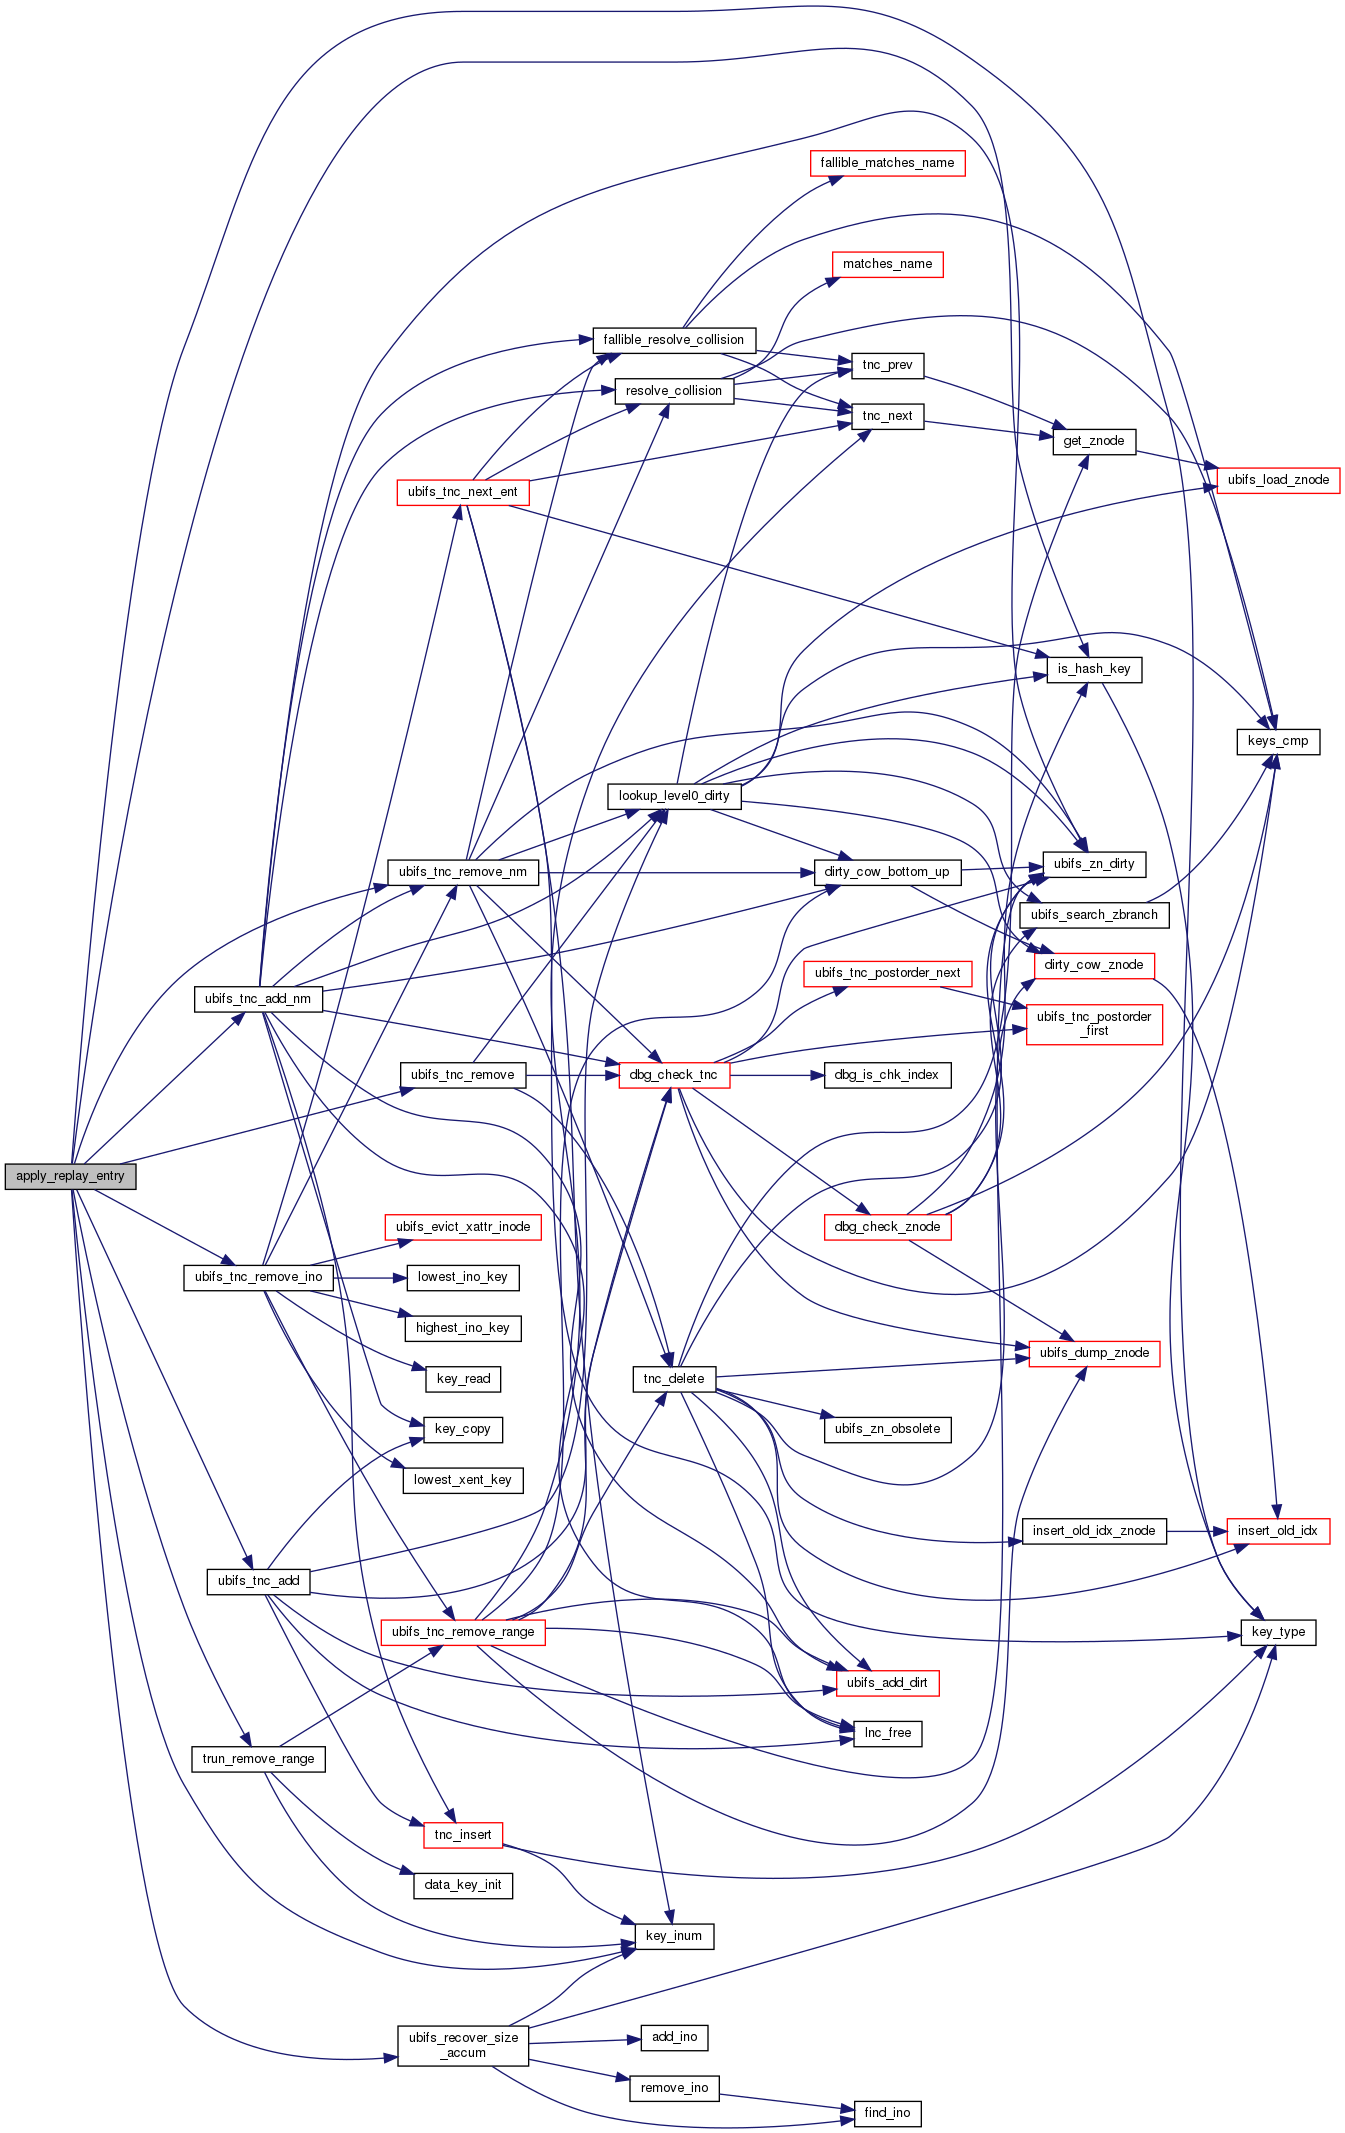 fallible_matches_name
matches_name
fallible_resolve_collision
tnc_prev
resolve_collision
tnc_next
get_znode
ubifs_load_znode
ubifs_tnc_next_ent
is_hash_key
keys_cmp
lookup_level0_dirty
ubifs_zn_dirty
ubifs_tnc_remove_nm
dirty_cow_bottom_up
ubifs_search_zbranch
dirty_cow_znode
ubifs_tnc_postorder_next
ubifs_tnc_add_nm
ubifs_tnc_postorder
_first
ubifs_tnc_remove
dbg_check_tnc
dbg_is_chk_index
apply_replay_entry
ubifs_evict_xattr_inode
dbg_check_znode
ubifs_tnc_remove_ino
lowest_ino_key
highest_ino_key
ubifs_dump_znode
key_read
tnc_delete
key_copy
ubifs_zn_obsolete
lowest_xent_key
insert_old_idx_znode
insert_old_idx
ubifs_tnc_add
ubifs_tnc_remove_range
key_type
ubifs_add_dirt
lnc_free
trun_remove_range
tnc_insert
data_key_init
key_inum
ubifs_recover_size
_accum
add_ino
remove_ino
find_ino